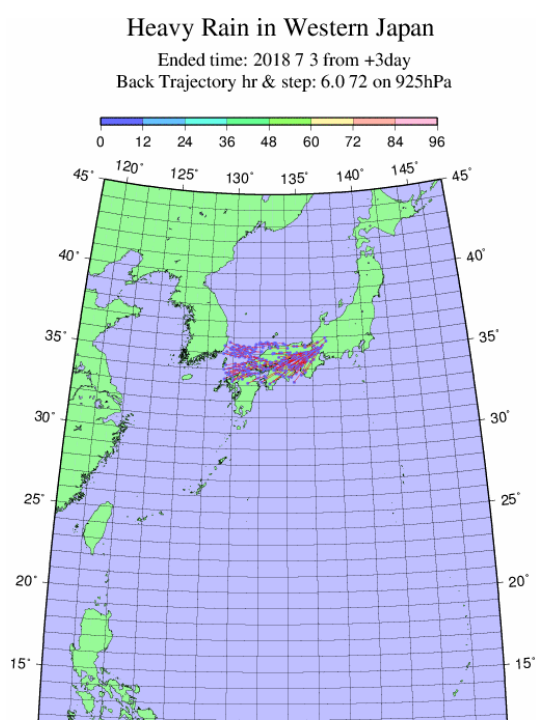 Heavy Rain in Western Japan
Ended time: 2018 7 3 from +3day
Back Trajectory hr & step: 6.0 72 on 925hPa
0 12 24 36 48 60 72 84 96
120° 125° 130° 135° 140° 145°
45° 45°
40° 40°
35° 35°
30° 30°
25° 25°
20° 20°
15° 15°